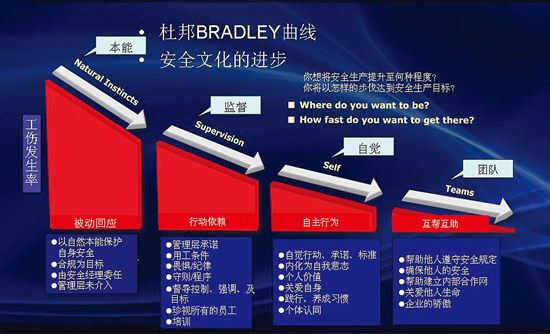 • 杜邦BRADLEY曲线
• 安全文化的进步
本能
Natural Instincts
你想将安全生产提升至何种程度?
你将以怎样的步伐达到安全生产目标?
■ Where do you want to be?
■ How fast do you want to get there?
监督
Supervision
自觉
Self
团队
Teams
工伤发生率
被动回应
行动依赖
自主行为
互帮互助
●以自然本能保护
自身安全
●合规为目标
●由安全经理委任
●管理层未介入
●管理层承诺
●用工条件
●畏惧/纪律
●守则/程序
●督导控制、强调、及
目标
●珍视所有的员工
●培训
●自觉行动、承诺、标准
●内化为自我意志
●个人价值
●关爱自身
●践行、养成习惯
●个体认同
●帮助他人遵守安全规定
●确保他人的安全
●帮助建立内部合作网
●关爱他人生命
●企业的骄傲